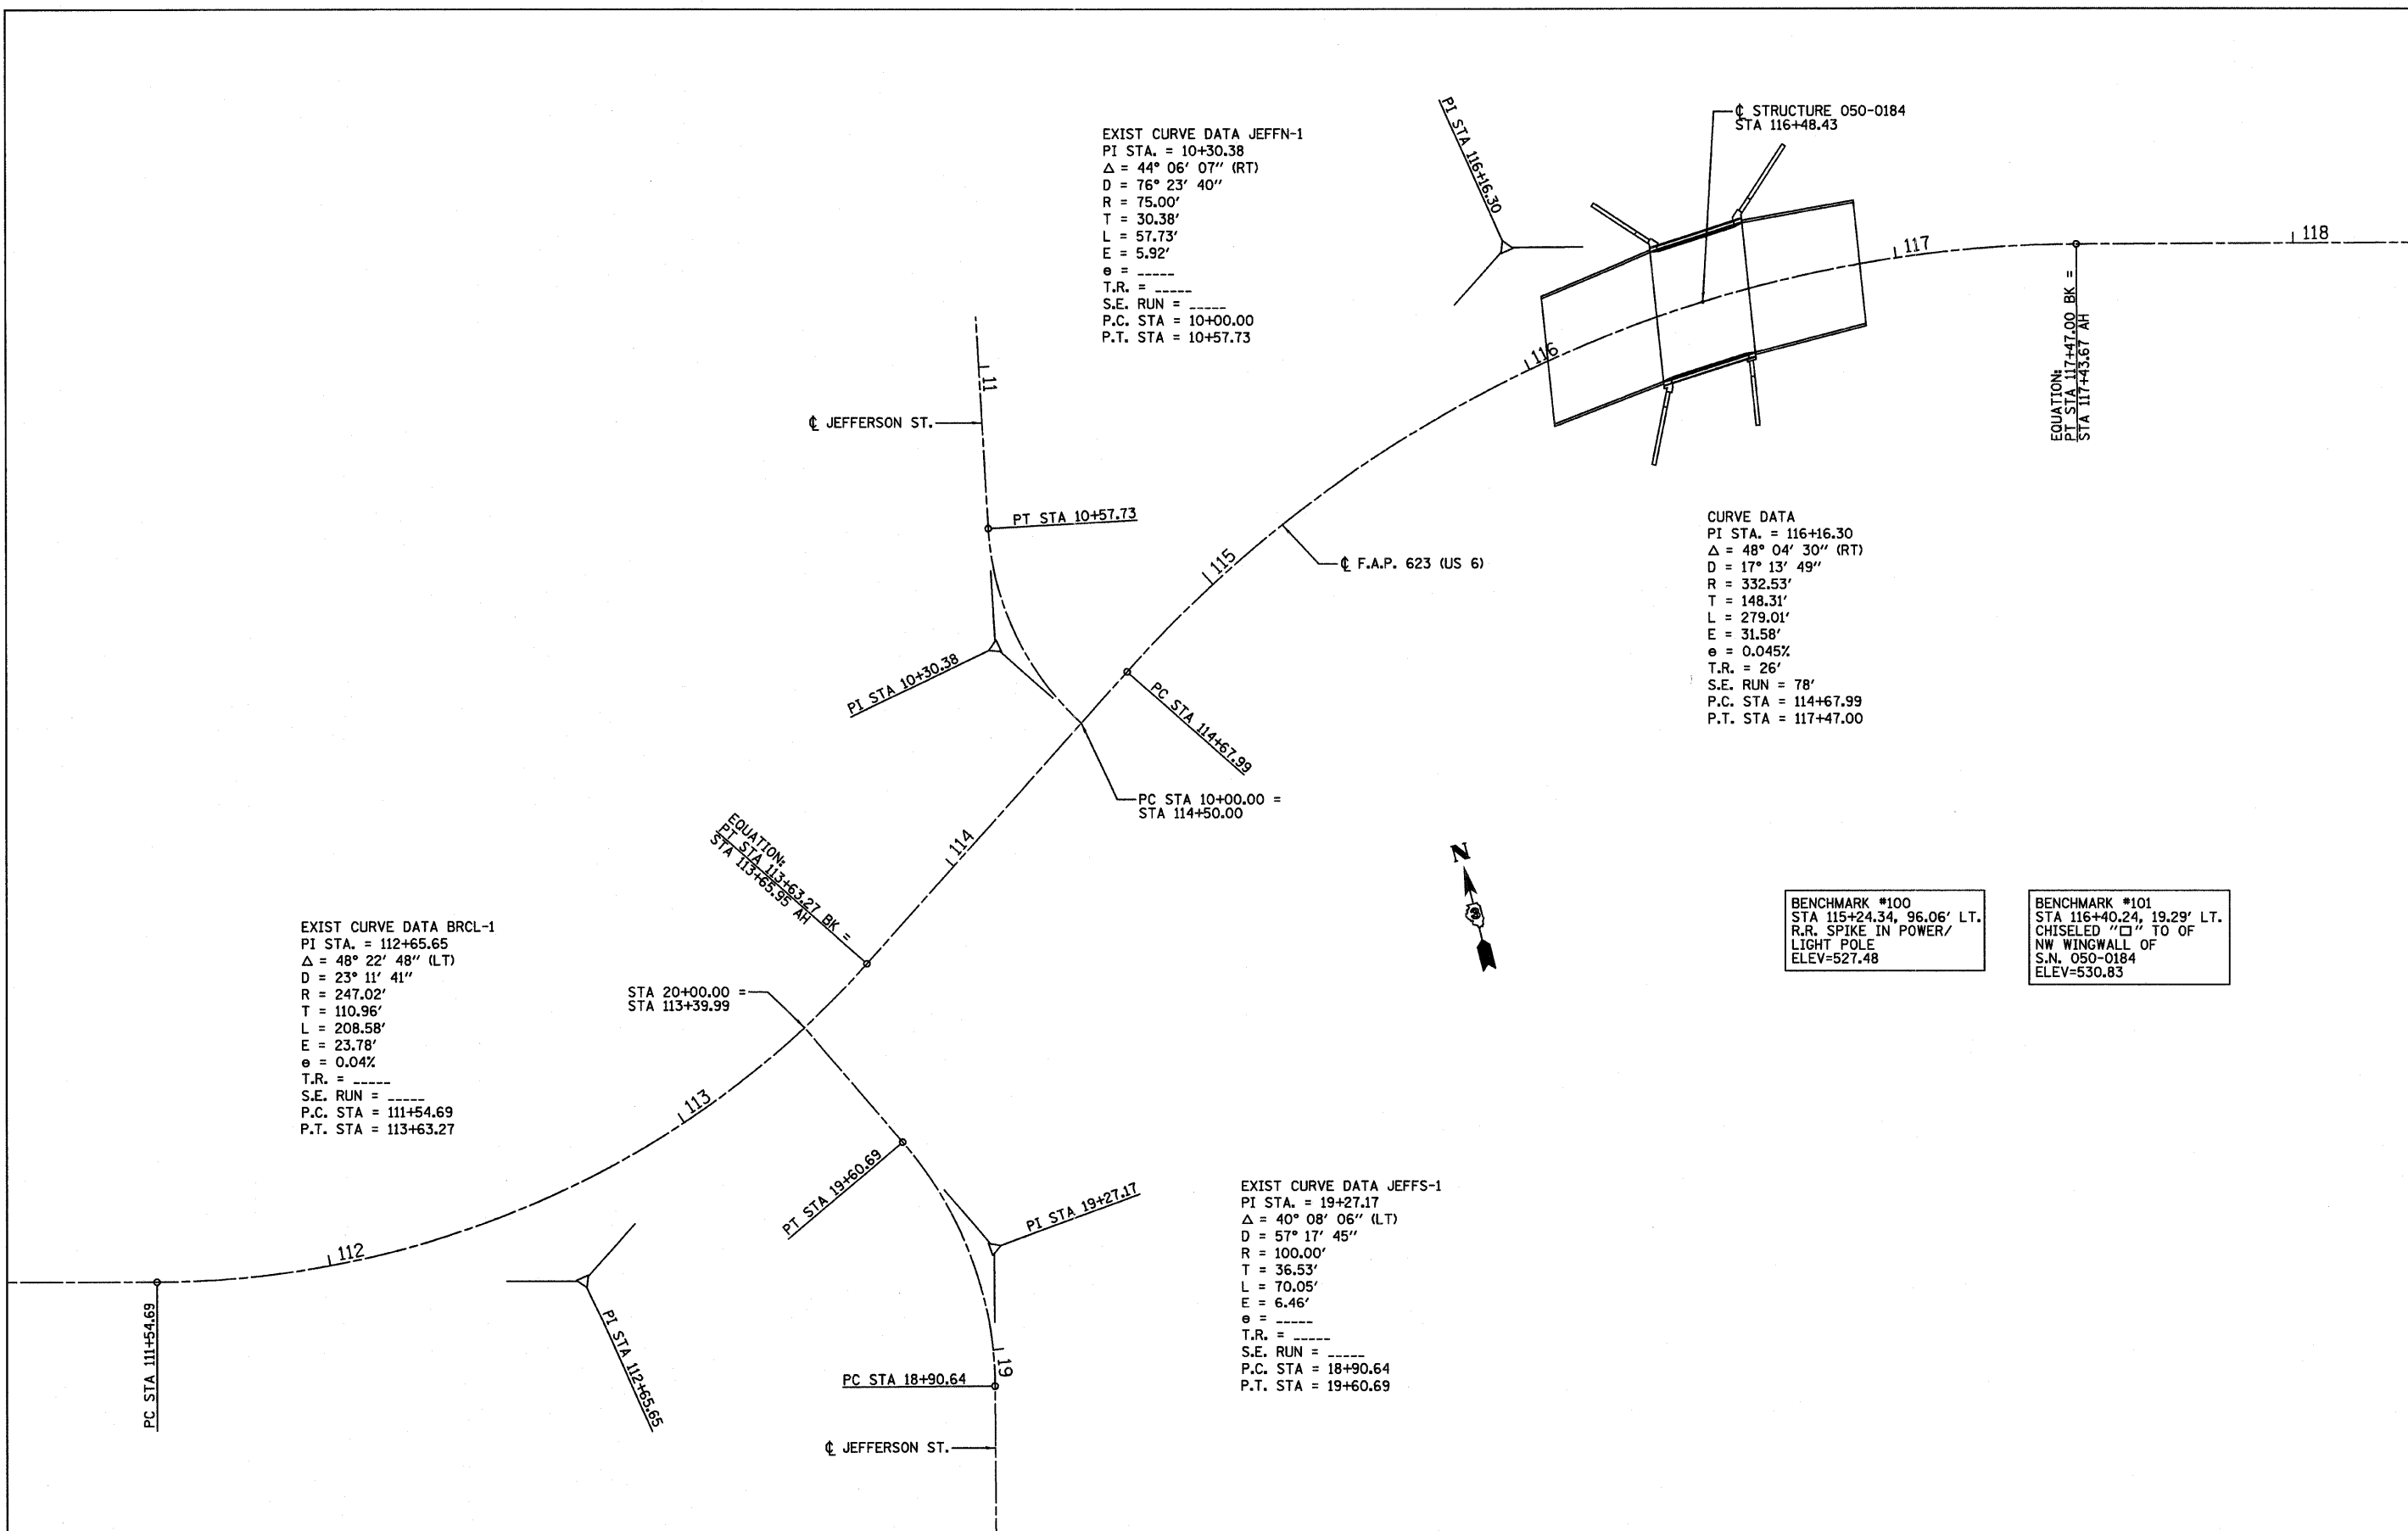 EXIST CURVE DATA JEFFN-1
PI STA. = 10+30.38
Δ = 44° 06' 07" (RT)
D = 76° 23' 40"
R = 75.00'
T = 30.38'
L = 57.73'
E = 5.92'
e = _____
T.R. = _____
S.E. RUN = _____
P.C. STA = 10+00.00
P.T. STA = 10+57.73
PI STA 116+16.30
℄ STRUCTURE 050-0184
STA 116+48.43
117
118
116
EQUATION:
PT STA 117+47.00 BK =
STA 117+43.67 AH
11
℄ JEFFERSON ST.
PT STA 10+57.73
115
℄ F.A.P. 623 (US 6)
CURVE DATA
PI STA. = 116+16.30
Δ = 48° 04' 30" (RT)
D = 17° 13' 49"
R = 332.53'
T = 148.31'
L = 279.01'
E = 31.58'
e = 0.045%
T.R. = 26'
S.E. RUN = 78'
P.C. STA = 114+67.99
P.T. STA = 117+47.00
PI STA 10+30.38
PC STA 114+67.99
PC STA 10+00.00 =
STA 114+50.00
114
EQUATION:
PT STA 113+63.27 BK =
STA 113+65.95 AH
N
3
BENCHMARK #100
STA 115+24.34, 96.06' LT.
R.R. SPIKE IN POWER/
LIGHT POLE
ELEV=527.48
BENCHMARK #101
STA 116+40.24, 19.29' LT.
CHISELED "□" TO OF
NW WINGWALL OF
S.N. 050-0184
ELEV=530.83
EXIST CURVE DATA BRCL-1
PI STA. = 112+65.65
Δ = 48° 22' 48" (LT)
D = 23° 11' 41"
R = 247.02'
T = 110.96'
L = 208.58'
E = 23.78'
e = 0.04%
T.R. = _____
S.E. RUN = _____
P.C. STA = 111+54.69
P.T. STA = 113+63.27
STA 20+00.00 =
STA 113+39.99
113
112
PT STA 19+60.69
PI STA 19+27.17
EXIST CURVE DATA JEFFS-1
PI STA. = 19+27.17
Δ = 40° 08' 06" (LT)
D = 57° 17' 45"
R = 100.00'
T = 36.53'
L = 70.05'
E = 6.46'
e = _____
T.R. = _____
S.E. RUN = _____
P.C. STA = 18+90.64
P.T. STA = 19+60.69
PC STA 111+54.69
PI STA 112+65.65
19
PC STA 18+90.64
℄ JEFFERSON ST.